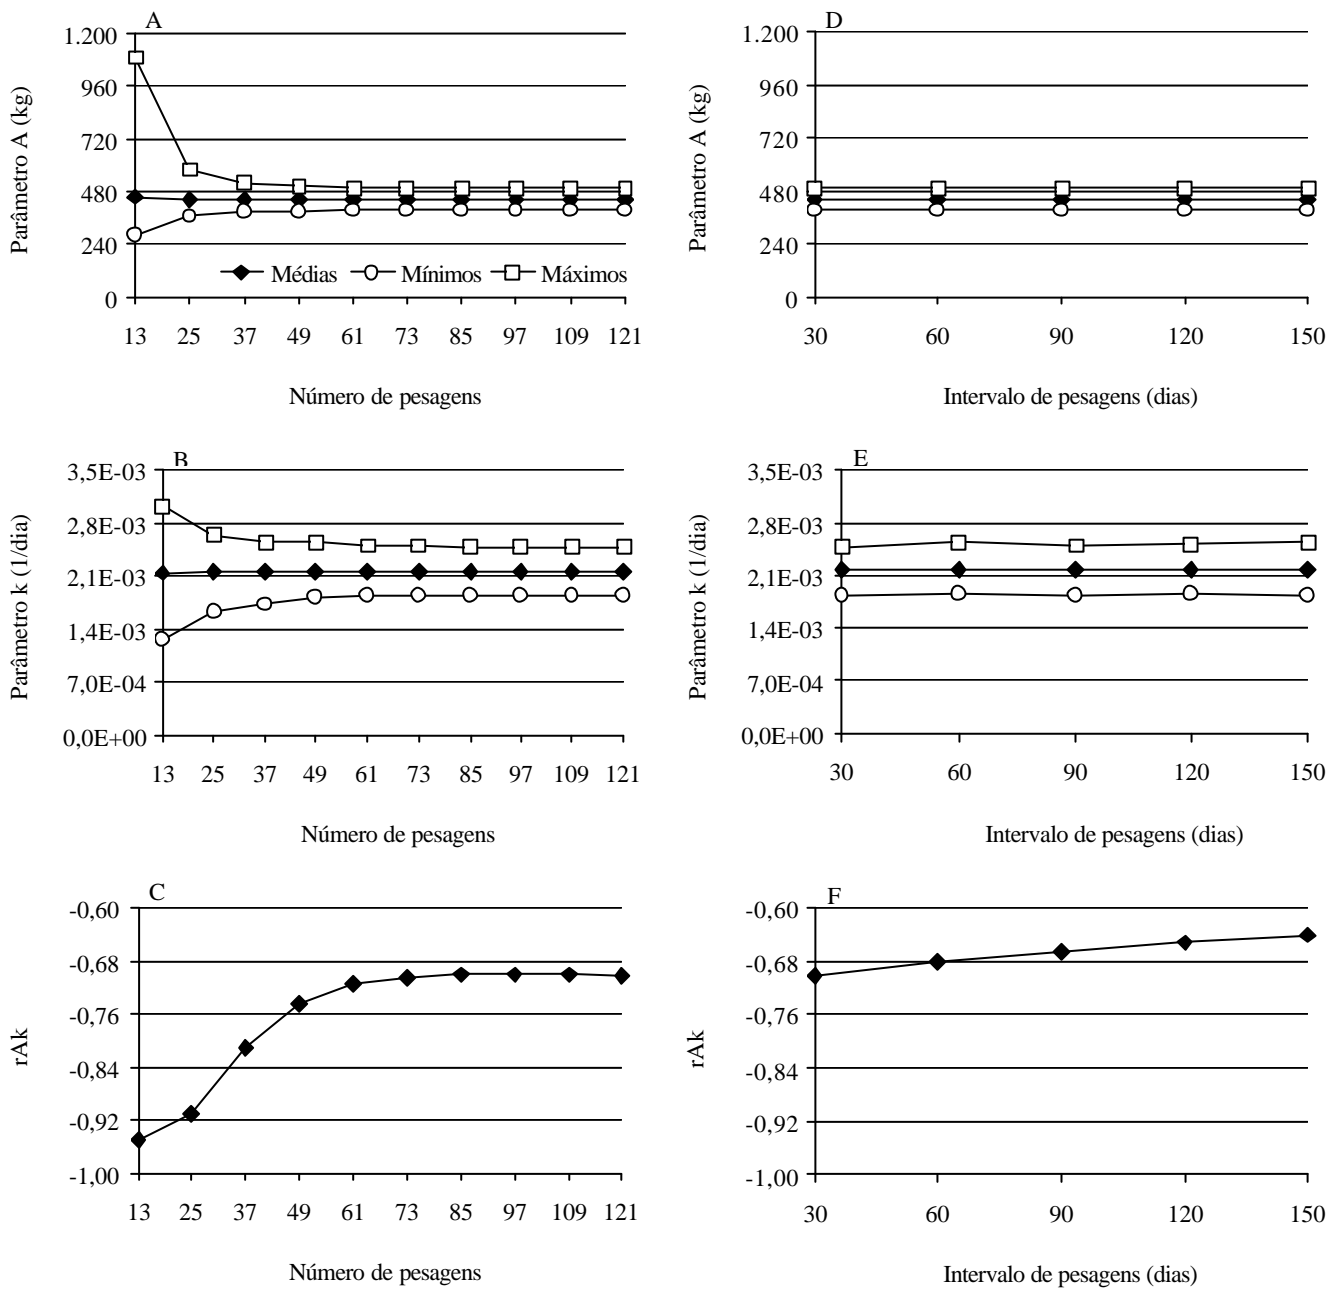 A
1.200
960
720
480
240
0
Parâmetro A (kg)
Médias Mínimos Máximos
13 25 37 49 61 73 85 97 109 121
Número de pesagens
D
1.200
960
720
480
240
0
Parâmetro A (kg)
30 60 90 120 150
Intervalo de pesagens (dias)
B
3,5E-03
2,8E-03
2,1E-03
1,4E-03
7,0E-04
0,0E+00
Parâmetro k (1/dia)
13 25 37 49 61 73 85 97 109 121
Número de pesagens
E
3,5E-03
2,8E-03
2,1E-03
1,4E-03
7,0E-04
0,0E+00
Parâmetro k (1/dia)
30 60 90 120 150
Intervalo de pesagens (dias)
C
-0,60
-0,68
-0,76
-0,84
-0,92
-1,00
rAk
13 25 37 49 61 73 85 97 109 121
Número de pesagens
F
-0,60
-0,68
-0,76
-0,84
-0,92
-1,00
rAk
30 60 90 120 150
Intervalo de pesagens (dias)